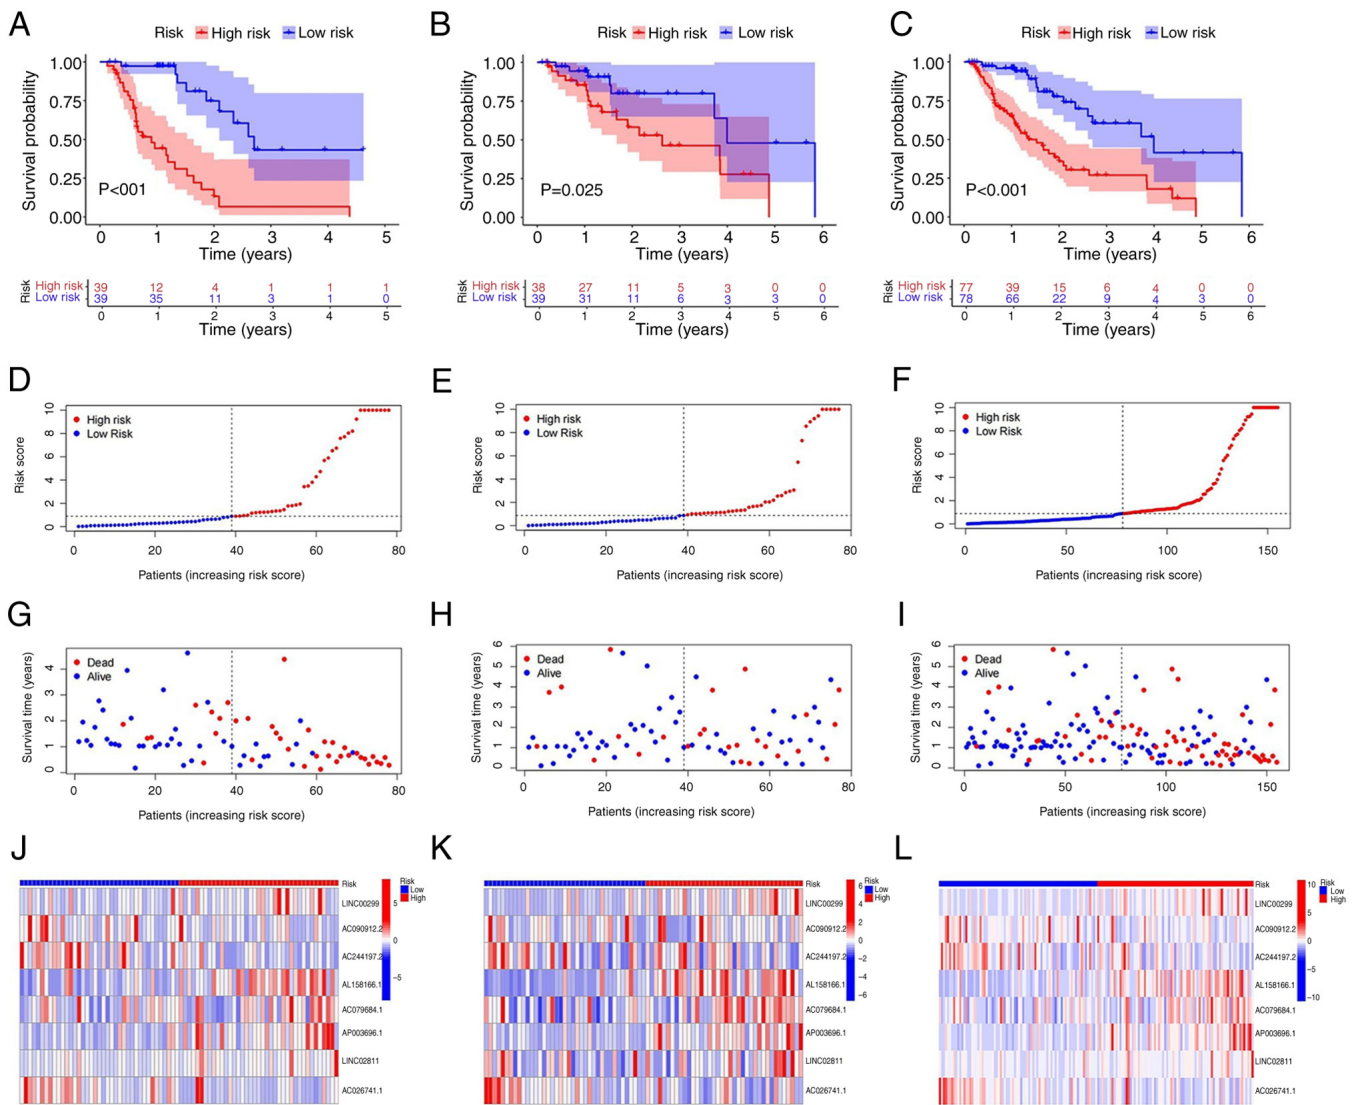 A
Risk High risk Low risk
Survival probability
1.00
0.75
0.50
0.25
0.00
P<001
0 1 2 3 4 5
Time (years)
Risk
High risk 39 12 4 1 1 1
Low risk 39 35 11 3 1 0
0 1 2 3 4 5
Time (years)
B
Risk High risk Low risk
Survival probability
1.00
0.75
0.50
0.25
0.00
P=0.025
0 1 2 3 4 5 6
Time (years)
Risk
High risk 38 27 11 5 3 0 0
Low risk 39 31 11 6 3 3 0
0 1 2 3 4 5 6
Time (years)
C
Risk High risk Low risk
Survival probability
1.00
0.75
0.50
0.25
0.00
P<0.001
0 1 2 3 4 5 6
Time (years)
Risk
High risk 77 39 15 6 4 0 0
Low risk 78 66 22 9 4 3 0
0 1 2 3 4 5 6
Time (years)
D
Risk score
10
8
6
4
2
0
High risk
Low Risk
0 20 40 60 80
Patients (increasing risk score)
E
Risk score
10
8
6
4
2
0
High risk
Low Risk
0 20 40 60 80
Patients (increasing risk score)
F
Risk score
10
8
6
4
2
0
High risk
Low Risk
0 50 100 150
Patients (increasing risk score)
G
Survival time (years)
4
3
2
1
0
Dead
Alive
0 20 40 60 80
Patients (increasing risk score)
H
Survival time (years)
6
5
4
3
2
1
0
Dead
Alive
0 20 40 60 80
Patients (increasing risk score)
I
Survival time (years)
6
5
4
3
2
1
0
Dead
Alive
0 50 100 150
Patients (increasing risk score)
J
Risk
LINC00299
AC090912.2
AC244197.2
AL158166.1
AC079684.1
AP003696.1
LINC02811
AC026741.1
5
0
−5
Risk
Low
High
K
Risk
LINC00299
AC090912.2
AC244197.2
AL158166.1
AC079684.1
AP003696.1
LINC02811
AC026741.1
6
4
2
0
−2
−4
−6
Risk
Low
High
L
Risk
LINC00299
AC090912.2
AC244197.2
AL158166.1
AC079684.1
AP003696.1
LINC02811
AC026741.1
10
5
0
−5
−10
Risk
Low
High